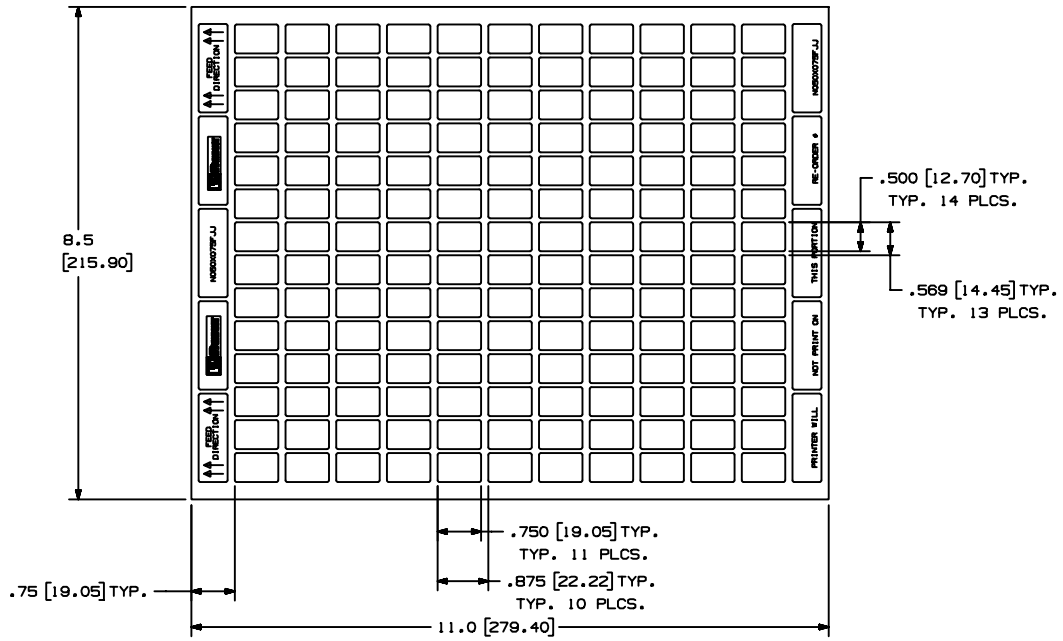 FEED
DIRECTION
N050X075FJJ
FEED
DIRECTION
N050X075FJJ
RE-ORDER #
THIS PORTION
NOT PRINT ON
PRINTER WILL
8.5
[215.90]
.500 [12.70] TYP.
TYP. 14 PLCS.
.569 [14.45] TYP.
TYP. 13 PLCS.
.750 [19.05] TYP.
TYP. 11 PLCS.
.875 [22.22] TYP.
TYP. 10 PLCS.
.75 [19.05] TYP.
11.0 [279.40]